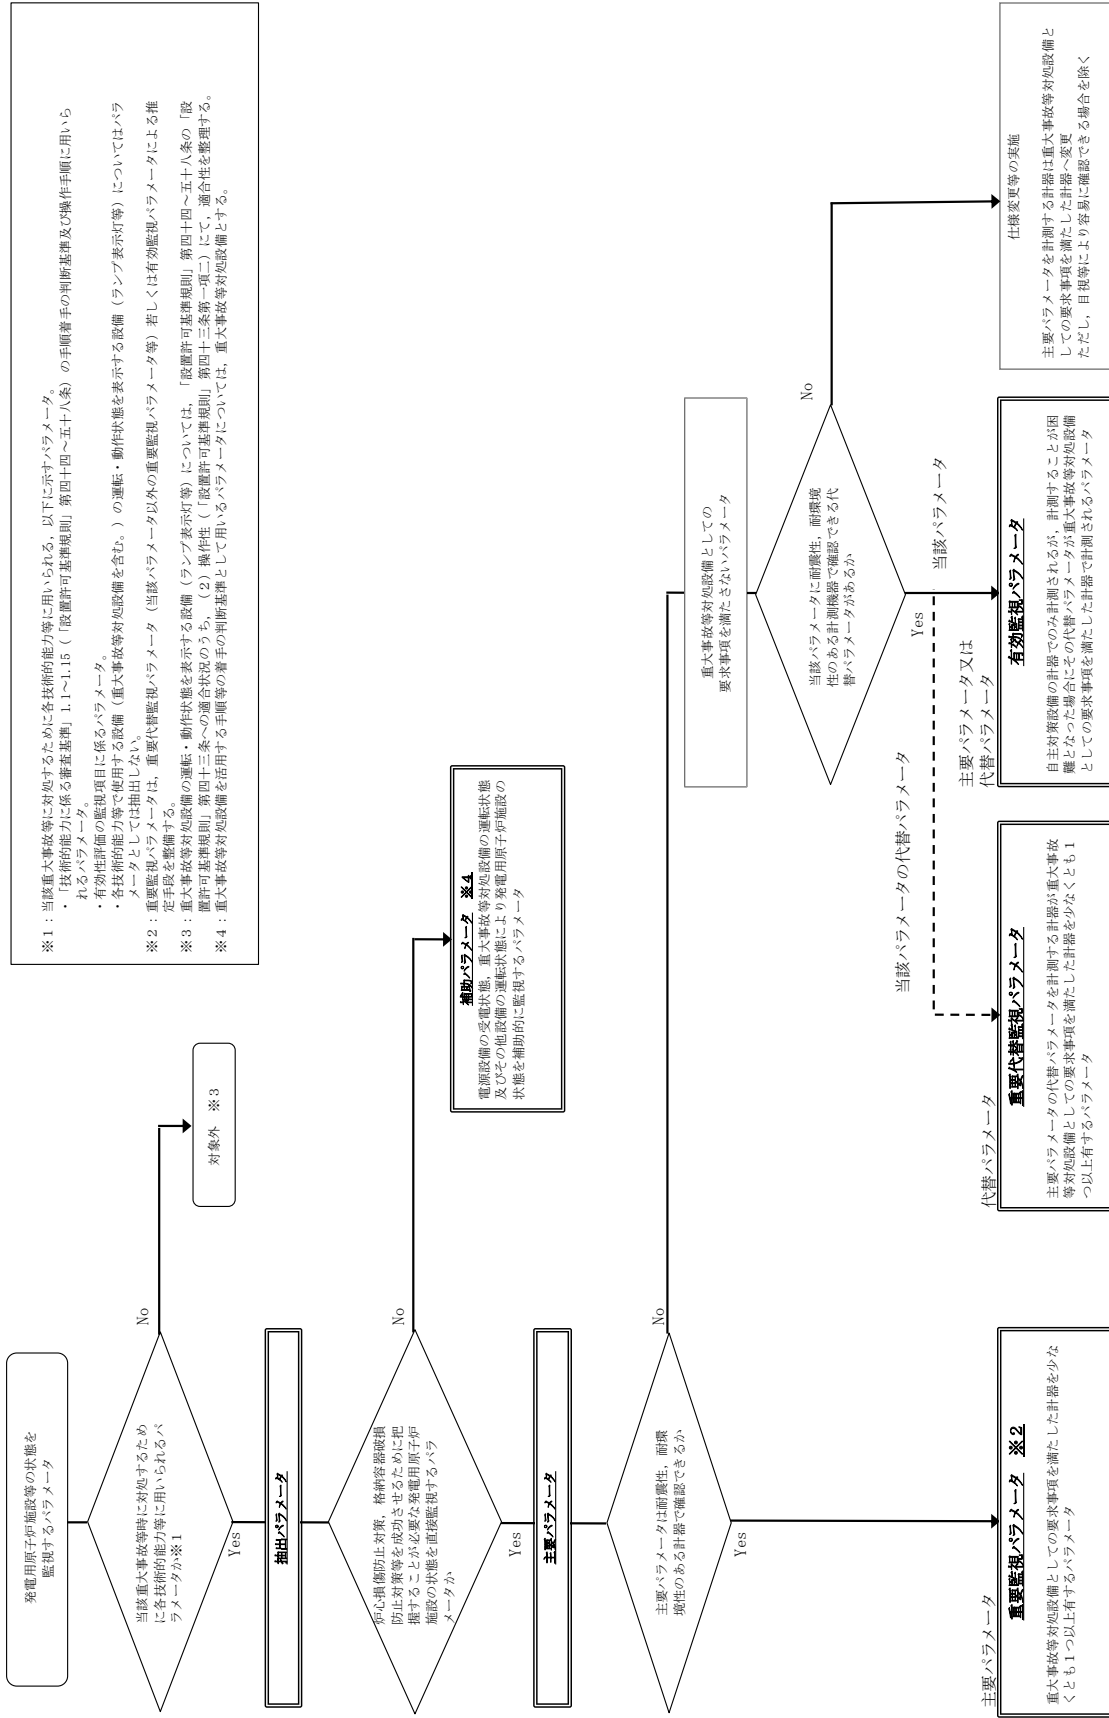 発電用原子炉施設等の状態を
監視するパラメータ
当該重大事故等時に対処するため
に各技術的能力等に用いられるパ
ラメータか※1
No
Yes
対象外 ※3
抽出パラメータ
炉心損傷防止対策，格納容器破損
防止対策等を成功させるために把
握することが必要な発電用原子炉
施設の状態を直接監視するパラ
メータか
No
Yes
補助パラメータ ※4
電源設備の受電状態，重大事故等対処設備の運転状態
及びその他設備の運転状態により発電用原子炉施設の
状態を補助的に監視するパラメータ
主要パラメータ
主要パラメータは耐震性，耐環
境性のある計器で確認できるか
No
Yes
重大事故等対処設備としての
要求事項を満たさないパラメータ
当該パラメータに耐震性，耐環境
性のある計測機器で確認できる代
替パラメータがあるか
No
Yes
当該パラメータ
当該パラメータの代替パラメータ
主要パラメータ
重要監視パラメータ ※2
重大事故等対処設備としての要求事項を満たした計器を少な
くとも1つ以上有するパラメータ
代替パラメータ
重要代替監視パラメータ
主要パラメータの代替パラメータを計測する計器が重大事故
等対処設備としての要求事項を満たした計器を少なくとも1
つ以上有するパラメータ
主要パラメータ又は
代替パラメータ
有効監視パラメータ
自主対策設備の計器でのみ計測されるが，計測することが困
難となった場合にその代替パラメータが重大事故等対処設備
としての要求事項を満たした計器で計測されるパラメータ
仕様変更等の実施
主要パラメータを計測する計器は重大事故等対処設備と
しての要求事項を満たした計器へ変更
ただし，目視等により容易に確認できる場合を除く
※1：当該重大事故等に対処するために各技術的能力等に用いられる，以下に示すパラメータ。
・「技術的能力に係る審査基準」1.1～1.15（「設置許可基準規則」第四十四～五十八条）の手順着手の判断基準及び操作手順に用いら
れるパラメータ。
・有効性評価の監視項目に係るパラメータ。
・各技術的能力等で使用する設備（重大事故等対処設備を含む。）の運転・動作状態を表示する設備（ランプ表示灯等）についてはパラ
メータとしては抽出しない。
※2：重要監視パラメータは，重要代替監視パラメータ（当該パラメータ以外の重要監視パラメータ等）若しくは有効監視パラメータによる推
定手段を整備する。
※3：重大事故等対処設備の運転・動作状態を表示する設備（ランプ表示灯等）については，「設置許可基準規則」第四十四～五十八条の「設
置許可基準規則」第四十三条への適合状況のうち，（2）操作性（「設置許可基準規則」第四十三条第一項二）にて，適合性を整理する。
※4：重大事故等対処設備を活用する手順等の着手の判断基準として用いるパラメータについては，重大事故等対処設備とする。